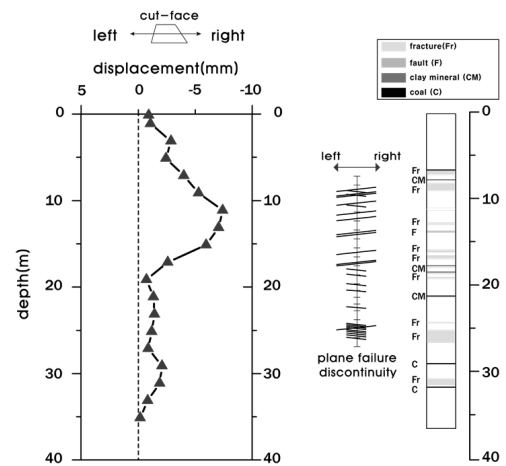 cut-face
left right
displacement(mm)
5 0 -5 -10
0
10
20
30
40
depth(m)
0
10
20
30
40
fracture(Fr)
fault (F)
clay mineral (CM)
coal (C)
left right
plane failure
discontinuity
Fr
CM
Fr
Fr
F
Fr
Fr
CM
Fr
CM
Fr
Fr
C
Fr
C
0
10
20
30
40